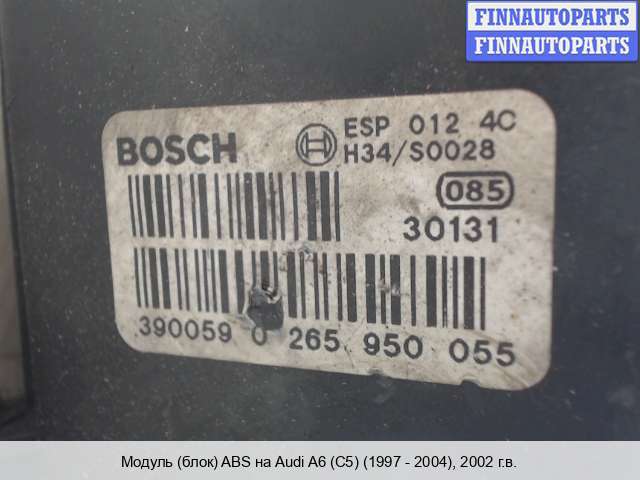 FINNAUTOPARTS
FINNAUTOPARTS
BOSCH
ESP 012 4C
H34/S0028
085
30131
390059 0 265 950 055
Модуль (блок) ABS на Audi A6 (C5) (1997 - 2004), 2002 г.в.